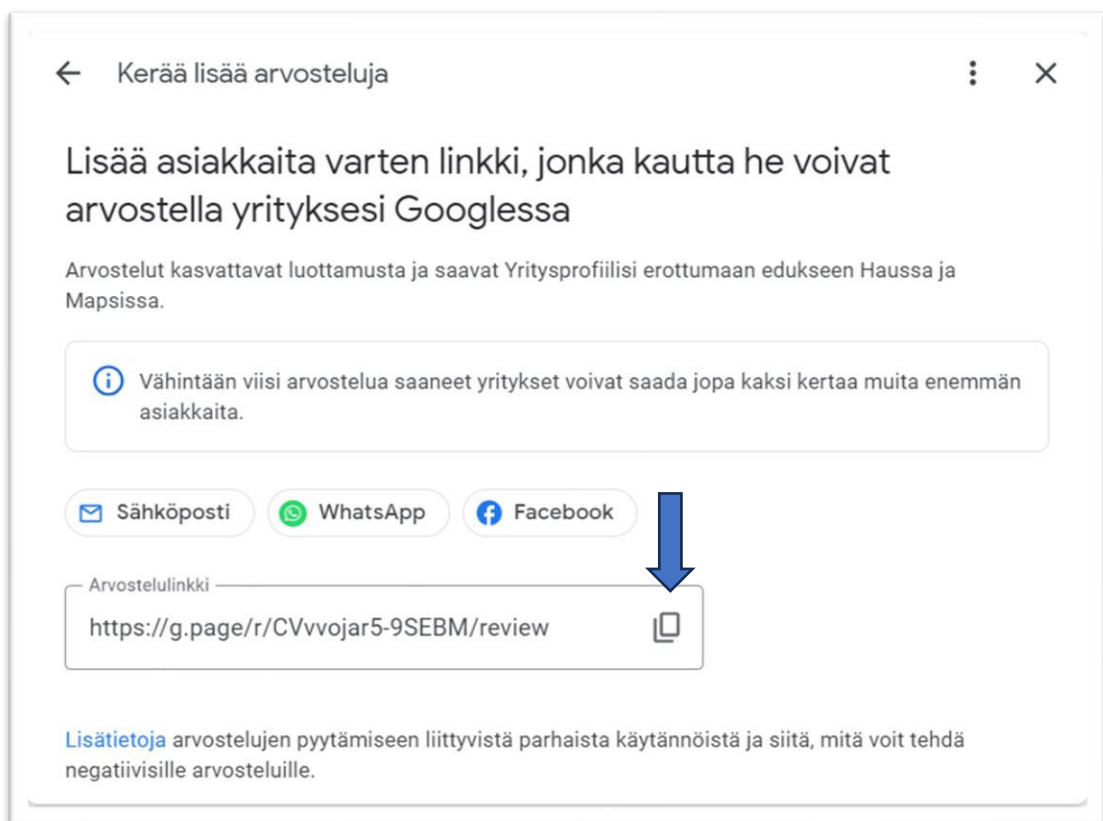 Kerää lisää arvosteluja
Lisää asiakkaita varten linkki, jonka kautta he voivat
arvostella yrityksesi Googlessa
Arvostelut kasvattavat luottamusta ja saavat Yritysprofiilisi erottumaan edukseen Haussa ja
Mapsissa.
Vähintään viisi arvostelua saaneet yritykset voivat saada jopa kaksi kertaa muita enemmän
asiakkaita.
Sähköposti WhatsApp Facebook
Arvostelulinkki
https://g.page/r/CVvvojar5-9SEBM/review
Lisätietoja arvostelujen pyytämiseen liittyvistä parhaista käytännöistä ja siitä, mitä voit tehdä
negatiivisille arvosteluille.